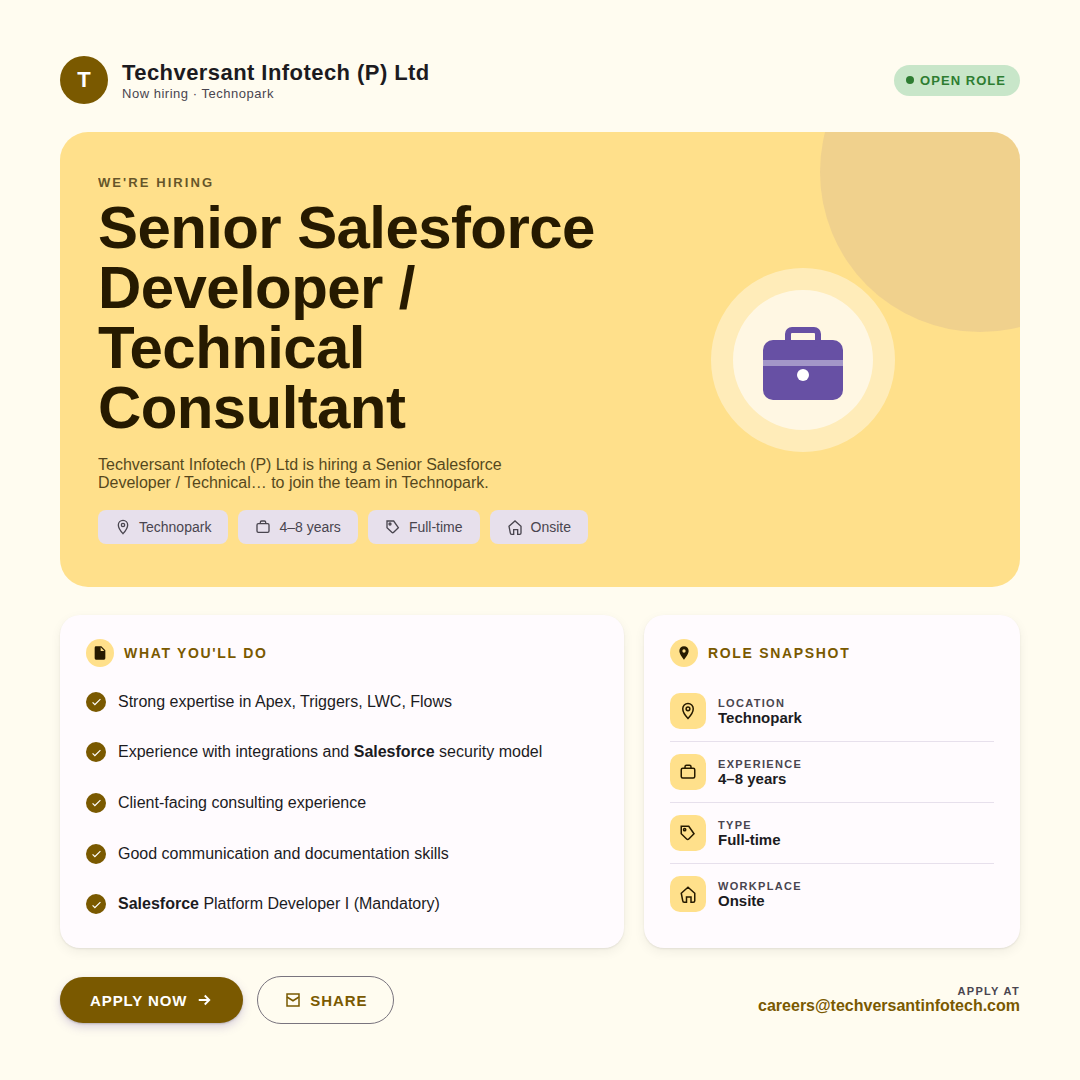 T
Techversant Infotech (P) Ltd
Now hiring · Technopark
OPEN ROLE
WE'RE HIRING
Senior Salesforce
Developer /
Technical
Consultant
Techversant Infotech (P) Ltd is hiring a Senior Salesforce
Developer / Technical… to join the team in Technopark.
Technopark
4–8 years
Full-time
Onsite
WHAT YOU'LL DO
Strong expertise in Apex, Triggers, LWC, Flows
Experience with integrations and Salesforce security model
Client-facing consulting experience
Good communication and documentation skills
Salesforce Platform Developer I (Mandatory)
ROLE SNAPSHOT
LOCATION
Technopark
EXPERIENCE
4–8 years
TYPE
Full-time
WORKPLACE
Onsite
APPLY NOW
SHARE
APPLY AT
careers@techversantinfotech.com